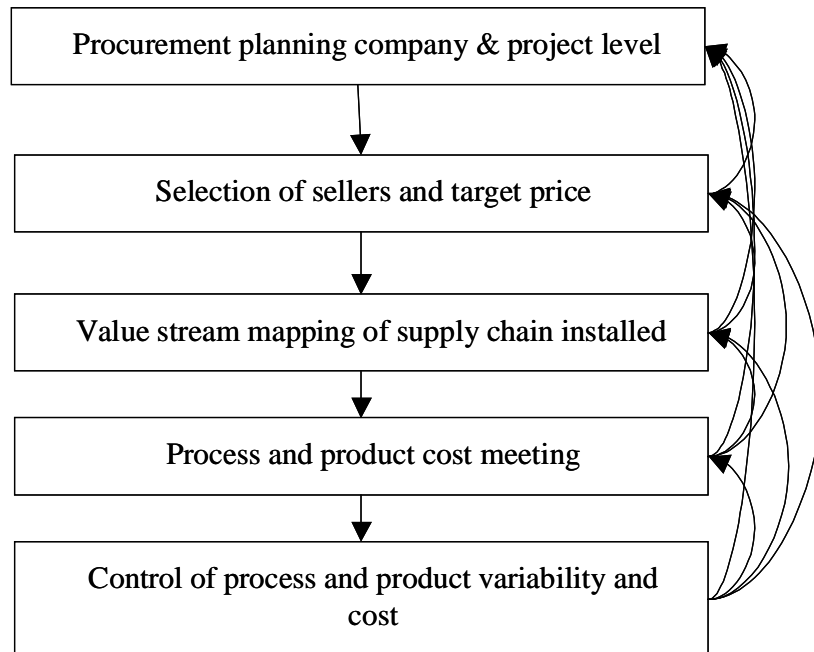 Procurement planning company & project level
Selection of sellers and target price
Value stream mapping of supply chain installed
Process and product cost meeting
Control of process and product variability and
cost